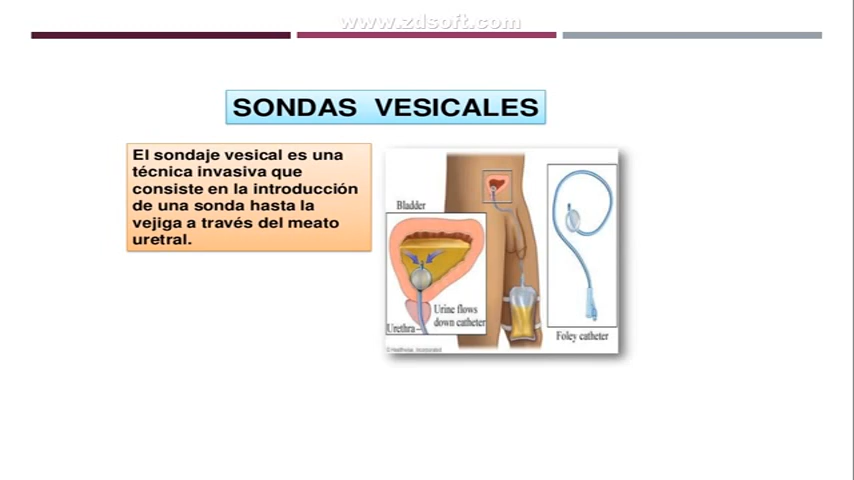 www.zdsoft.com
SONDAS VESICALES
El sondaje vesical es una
técnica invasiva que
consiste en la introducción
de una sonda hasta la
vejiga a través del meato
uretral.
Bladder
Urine flows
down catheter
Urethra
Foley catheter